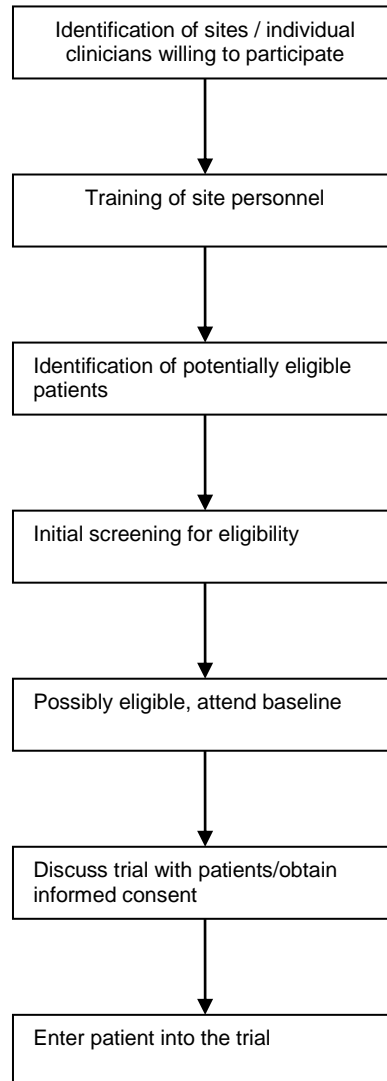 Identification of sites / individual
clinicians willing to participate
Training of site personnel
Identification of potentially eligible
patients
Initial screening for eligibility
Possibly eligible, attend baseline
Discuss trial with patients/obtain
informed consent
Enter patient into the trial